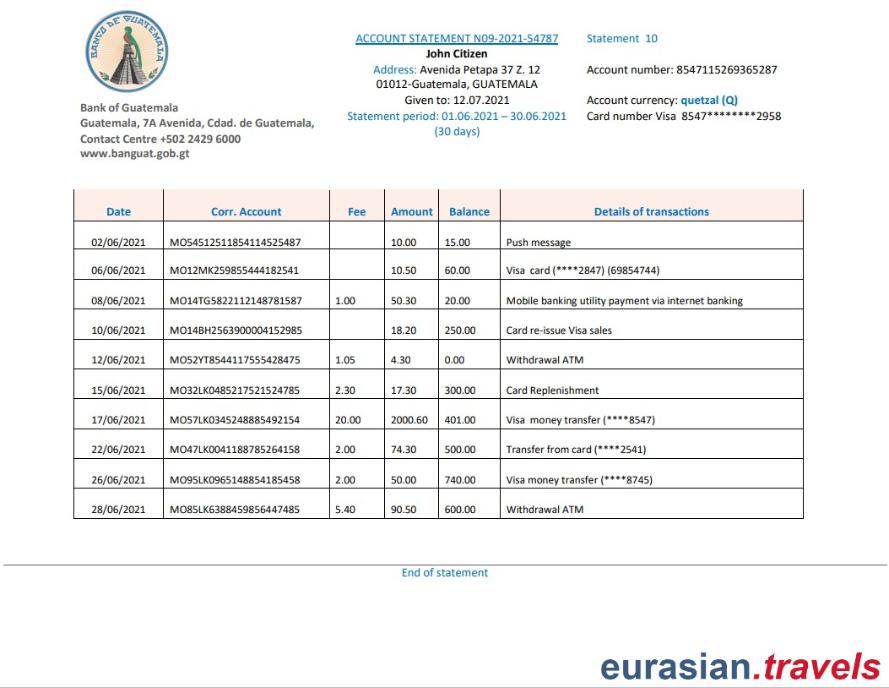 BANCO DE GUATEMALA
Bank of Guatemala
Guatemala, 7A Avenida, Cdad. de Guatemala,
Contact Centre +502 2429 6000
www.banguat.gob.gt
ACCOUNT STATEMENT N09-2021-54787
John Citizen
Address: Avenida Petapa 37 Z. 12
01012-Guatemala, GUATEMALA
Given to: 12.07.2021
Statement period: 01.06.2021 – 30.06.2021
(30 days)
Statement 10
Account number: 8547115269365287
Account currency: quetzal (Q)
Card number Visa 8547********2958
Date Corr. Account Fee Amount Balance Details of transactions
02/06/2021 MO54512511854114525487 10.00 15.00 Push message
06/06/2021 MO12MK259855444182541 10.50 60.00 Visa card (****2847) (69854744)
08/06/2021 MO14TG5822112148781587 1.00 50.30 20.00 Mobile banking utility payment via internet banking
10/06/2021 MO14BH2563900004152985 18.20 250.00 Card re-issue Visa sales
12/06/2021 MO52YT8544117555428475 1.05 4.30 0.00 Withdrawal ATM
15/06/2021 MO32LK0485217521524785 2.30 17.30 300.00 Card Replenishment
17/06/2021 MO57LK0345248885492154 20.00 2000.60 401.00 Visa money transfer (****8547)
22/06/2021 MO47LK0041188785264158 2.00 74.30 500.00 Transfer from card (****2541)
26/06/2021 MO95LK0965148854185458 2.00 50.00 740.00 Visa money transfer (****8745)
28/06/2021 MO85LK6388459856447485 5.40 90.50 600.00 Withdrawal ATM
End of statement
eurasian.travels